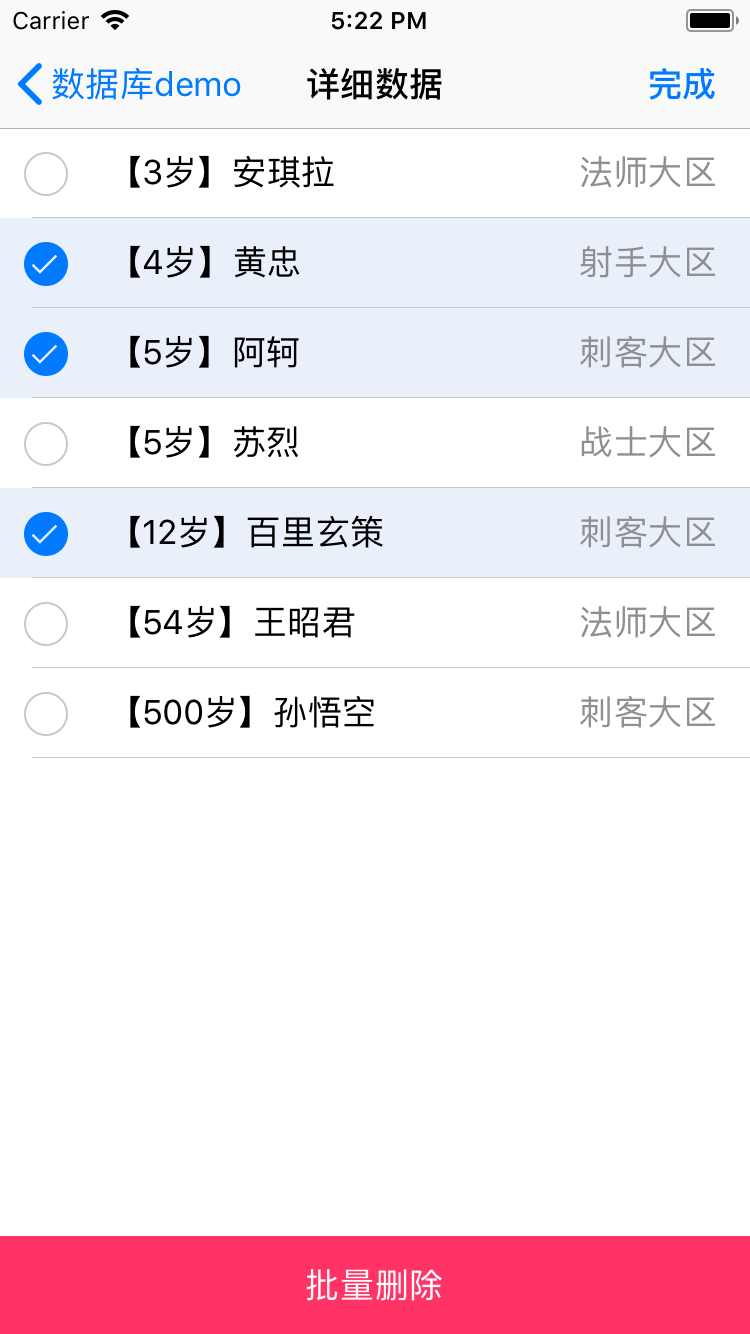 Carrier 5:22 PM
数据库demo 详细数据 完成
【3岁】安琪拉 法师大区
【4岁】黄忠 射手大区
【5岁】阿轲 刺客大区
【5岁】苏烈 战士大区
【12岁】百里玄策 刺客大区
【54岁】王昭君 法师大区
【500岁】孙悟空 刺客大区
批量删除